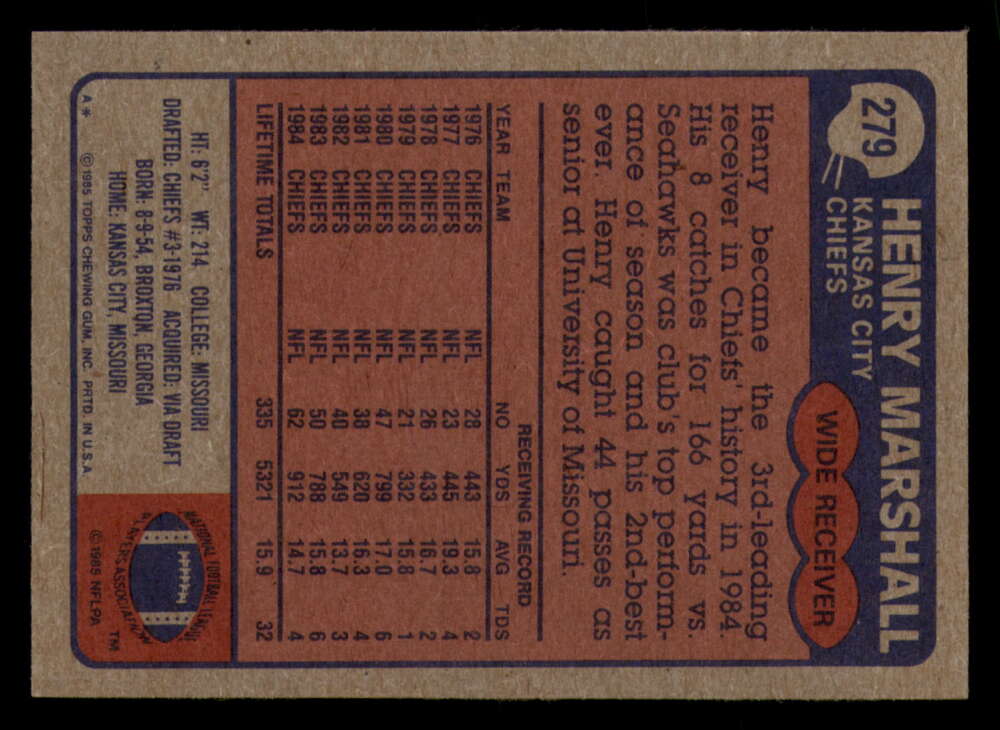 279
HENRY MARSHALL
KANSAS CITY
CHIEFS
WIDE RECEIVER
Henry became the 3rd-leading
receiver in Chiefs' history in 1984.
His 8 catches for 166 yards vs.
Seahawks was club's top perform-
ance of season and his 2nd-best
ever. Henry caught 44 passes as
senior at University of Missouri.
RECEIVING RECORD
YEAR TEAM NO YDS AVG TDS
1976 CHIEFS NFL 28 443 15.8 2
1977 CHIEFS NFL 23 445 19.3 4
1978 CHIEFS NFL 26 433 16.7 2
1979 CHIEFS NFL 21 332 15.8 1
1980 CHIEFS NFL 47 799 17.0 6
1981 CHIEFS NFL 38 620 16.3 4
1982 CHIEFS NFL 40 549 13.7 3
1983 CHIEFS NFL 50 788 15.8 6
1984 CHIEFS NFL 62 912 14.7 4
LIFETIME TOTALS 335 5321 15.9 32
HT: 6'2" WT: 214 COLLEGE: MISSOURI
DRAFTED: CHIEFS #3-1976 ACQUIRED: VIA DRAFT
BORN: 8-9-54, BROXTON, GEORGIA
HOME: KANSAS CITY, MISSOURI
A* © 1985 TOPPS CHEWING GUM, INC. PRTD. IN U.S.A.
NATIONAL FOOTBALL LEAGUE
PLAYERS ASSOCIATION
TM
© 1985 NFLPA